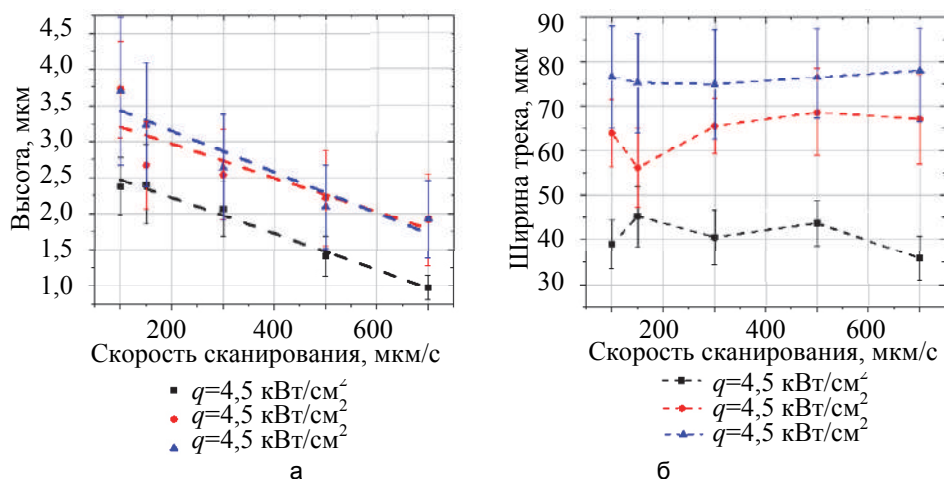 Высота, мкм
4,5
3,5
3,0
2,5
2,0
1,5
1,0
200
400
600
Скорость сканирования, мкм/с
q=4,5 кВт/см²
q=4,5 кВт/см²
q=4,5 кВт/см²
а
Ширина трека, мкм
90
80
70
60
50
40
30
200
400
600
Скорость сканирования, мкм/с
q=4,5 кВт/см²
q=4,5 кВт/см²
q=4,5 кВт/см²
б